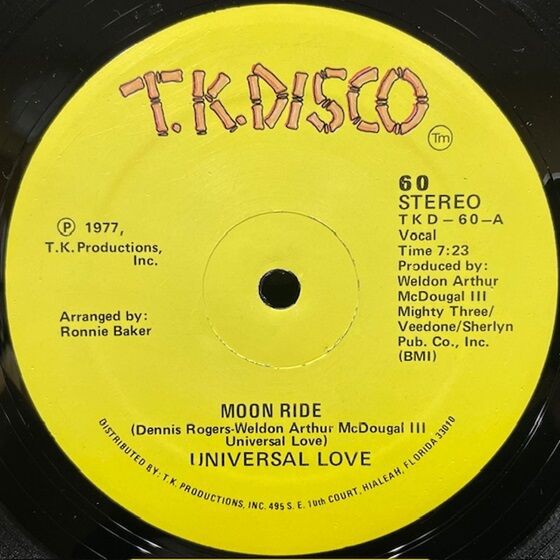 T.K.DISCO
Tm
60
STEREO
TKD-60-A
Vocal
Time 7:23
Produced by:
Weldon Arthur
McDougal III
Mighty Three/
Veedone/Sherlyn
Pub. Co., Inc.
(BMI)
Ⓟ 1977,
T.K. Productions,
Inc.
Arranged by:
Ronnie Baker
MOON RIDE
(Dennis Rogers-Weldon Arthur McDougal III
Universal Love)
UNIVERSAL LOVE
DISTRIBUTED BY: T.K. PRODUCTIONS, INC. 495 S.E. 10th COURT, HIALEAH, FLORIDA 33010